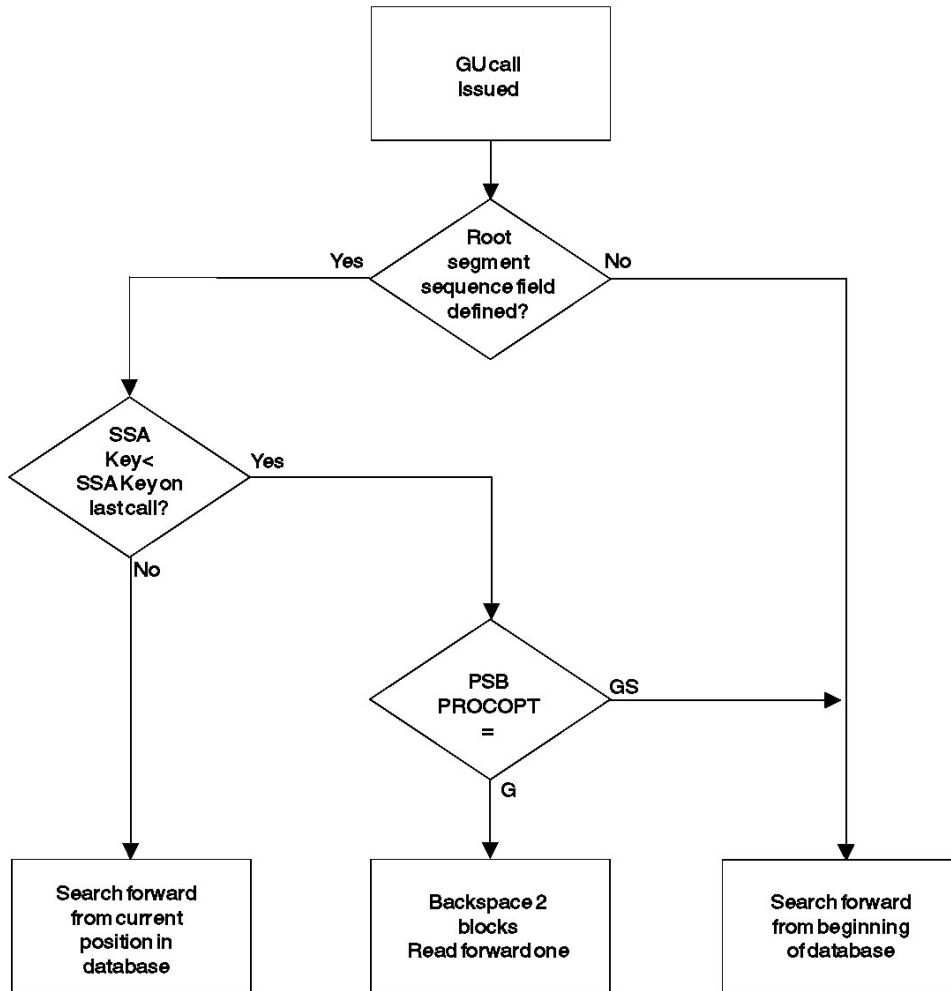 GU call
Issued
Root
segment
sequence field
defined?
Yes
No
SSA
Key<
SSA Key on
last call?
Yes
No
PSB
PROCOPT
=
GS
G
Search forward
from current
position in
database
Backspace 2
blocks
Read forward one
Search forward
from beginning
of database